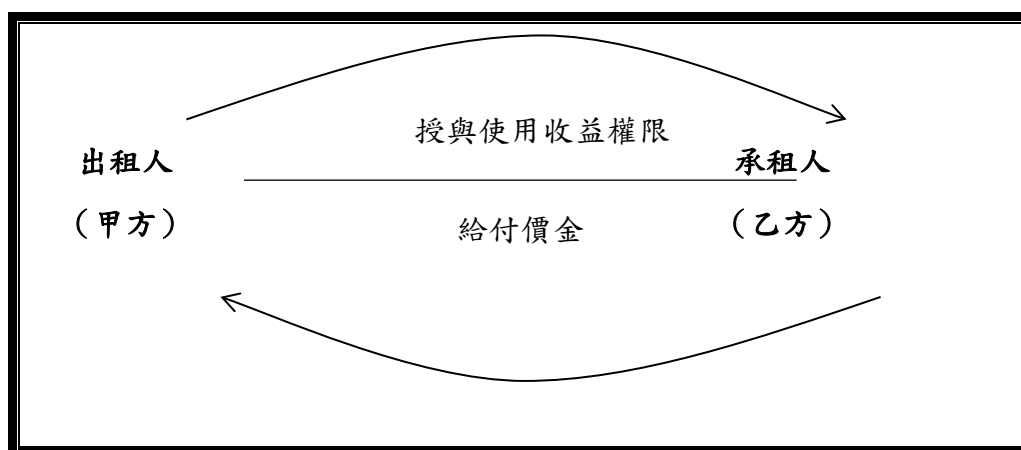 授與使用收益權限
出租人
承租人
（甲方）
給付價金
（乙方）